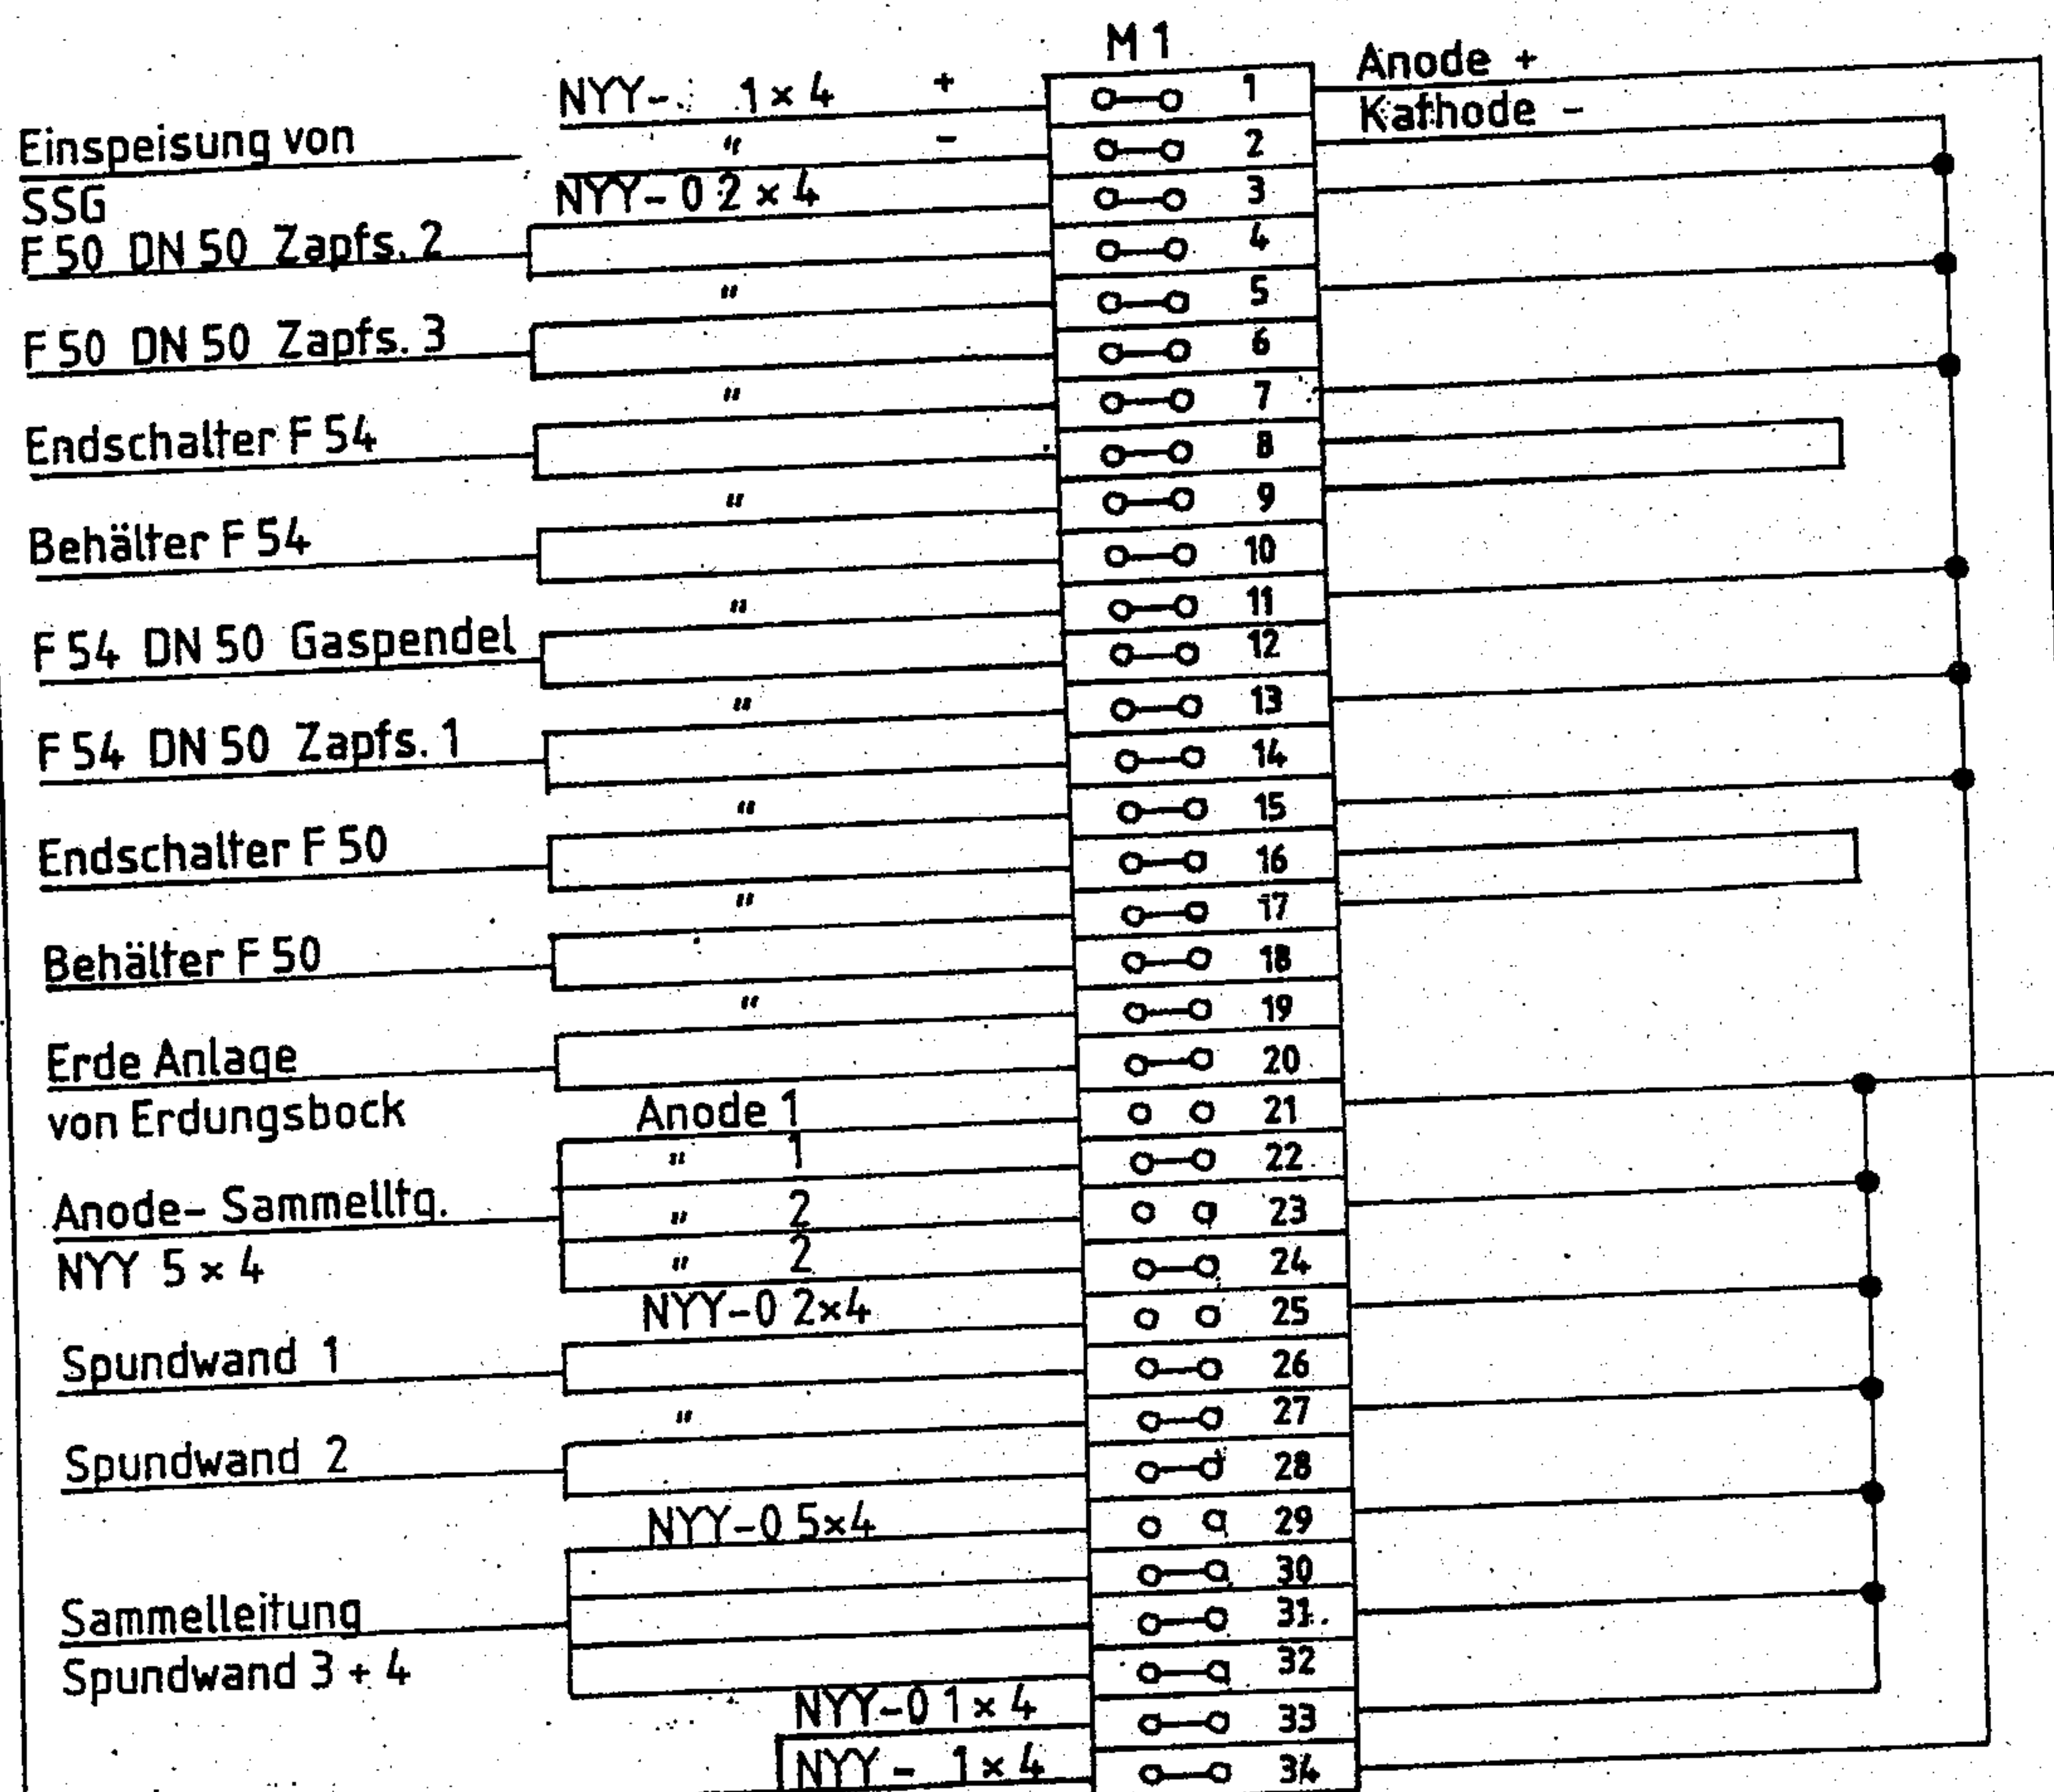 M 1
Anode +
NYY- 1 × 4 + 1
Kathode -
Einspeisung von " - 2
SSG NYY-0 2 × 4 3
F 50 DN 50 Zapfs. 2 4
" 5
F 50 DN 50 Zapfs. 3 6
" 7
Endschalter F 54 8
" 9
Behälter F 54 10
" 11
F 54 DN 50 Gaspendel 12
" 13
F 54 DN 50 Zapfs. 1 14
" 15
Endschalter F 50 16
" 17
Behälter F 50 18
" 19
Erde Anlage 20
von Erdungsbock Anode 1 21
" 1 22
Anode- Sammelltg. " 2 23
NYY 5 × 4 " 2 24
NYY-0 2×4 25
Spundwand 1 26
" 27
Spundwand 2 28
NYY-0 5×4 29
30
Sammelleitung 31
Spundwand 3 + 4 32
NYY-0 1 × 4 33
NYY - 1 × 4 34